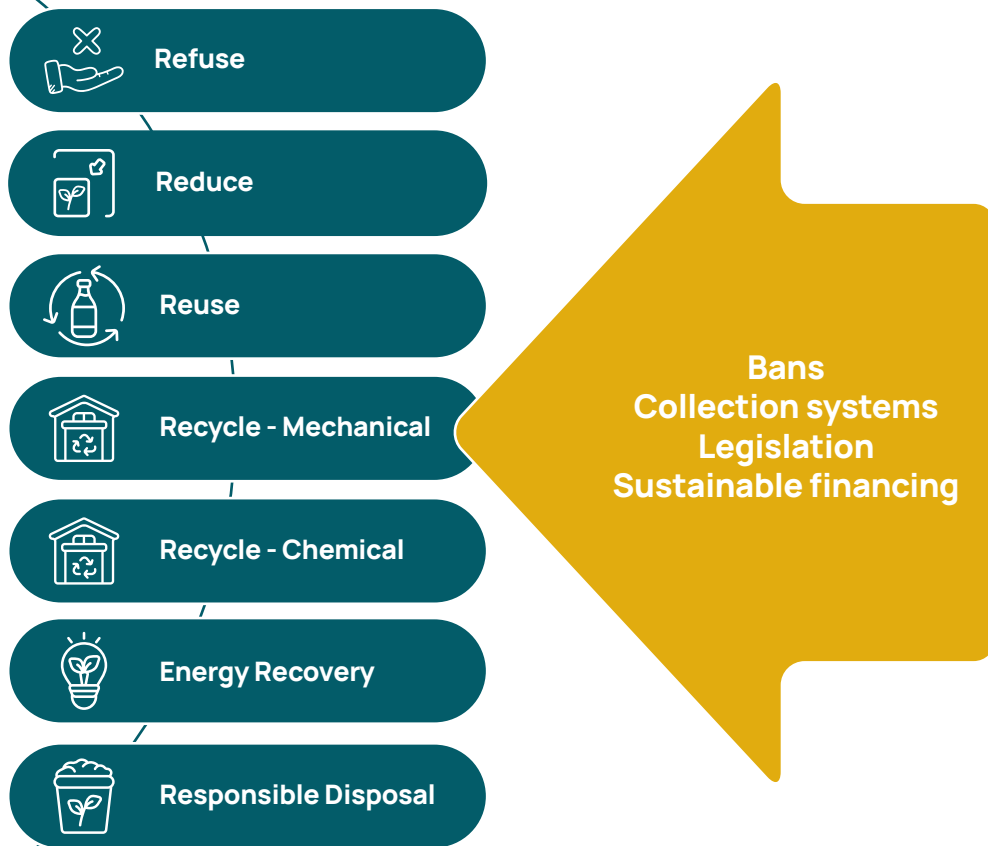 Refuse
Reduce
Reuse
Recycle - Mechanical
Recycle - Chemical
Energy Recovery
Responsible Disposal
Bans
Collection systems
Legislation
Sustainable financing